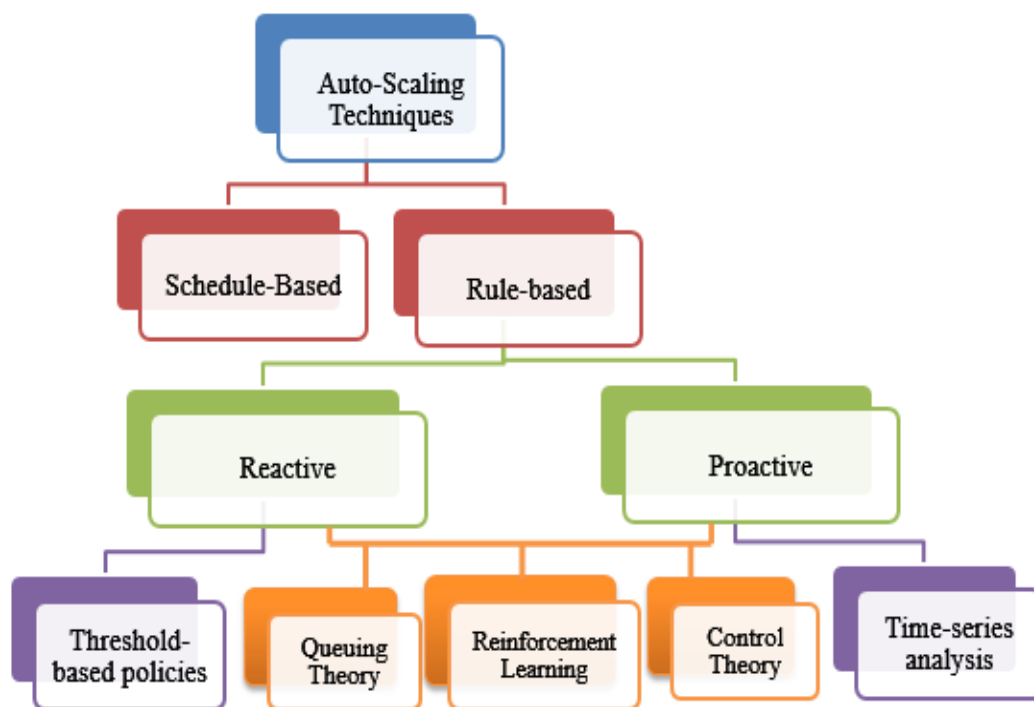 Auto-Scaling
Techniques
Schedule-Based
Rule-based
Reactive
Proactive
Threshold-
based policies
Queuing
Theory
Reinforcement
Learning
Control
Theory
Time-series
analysis